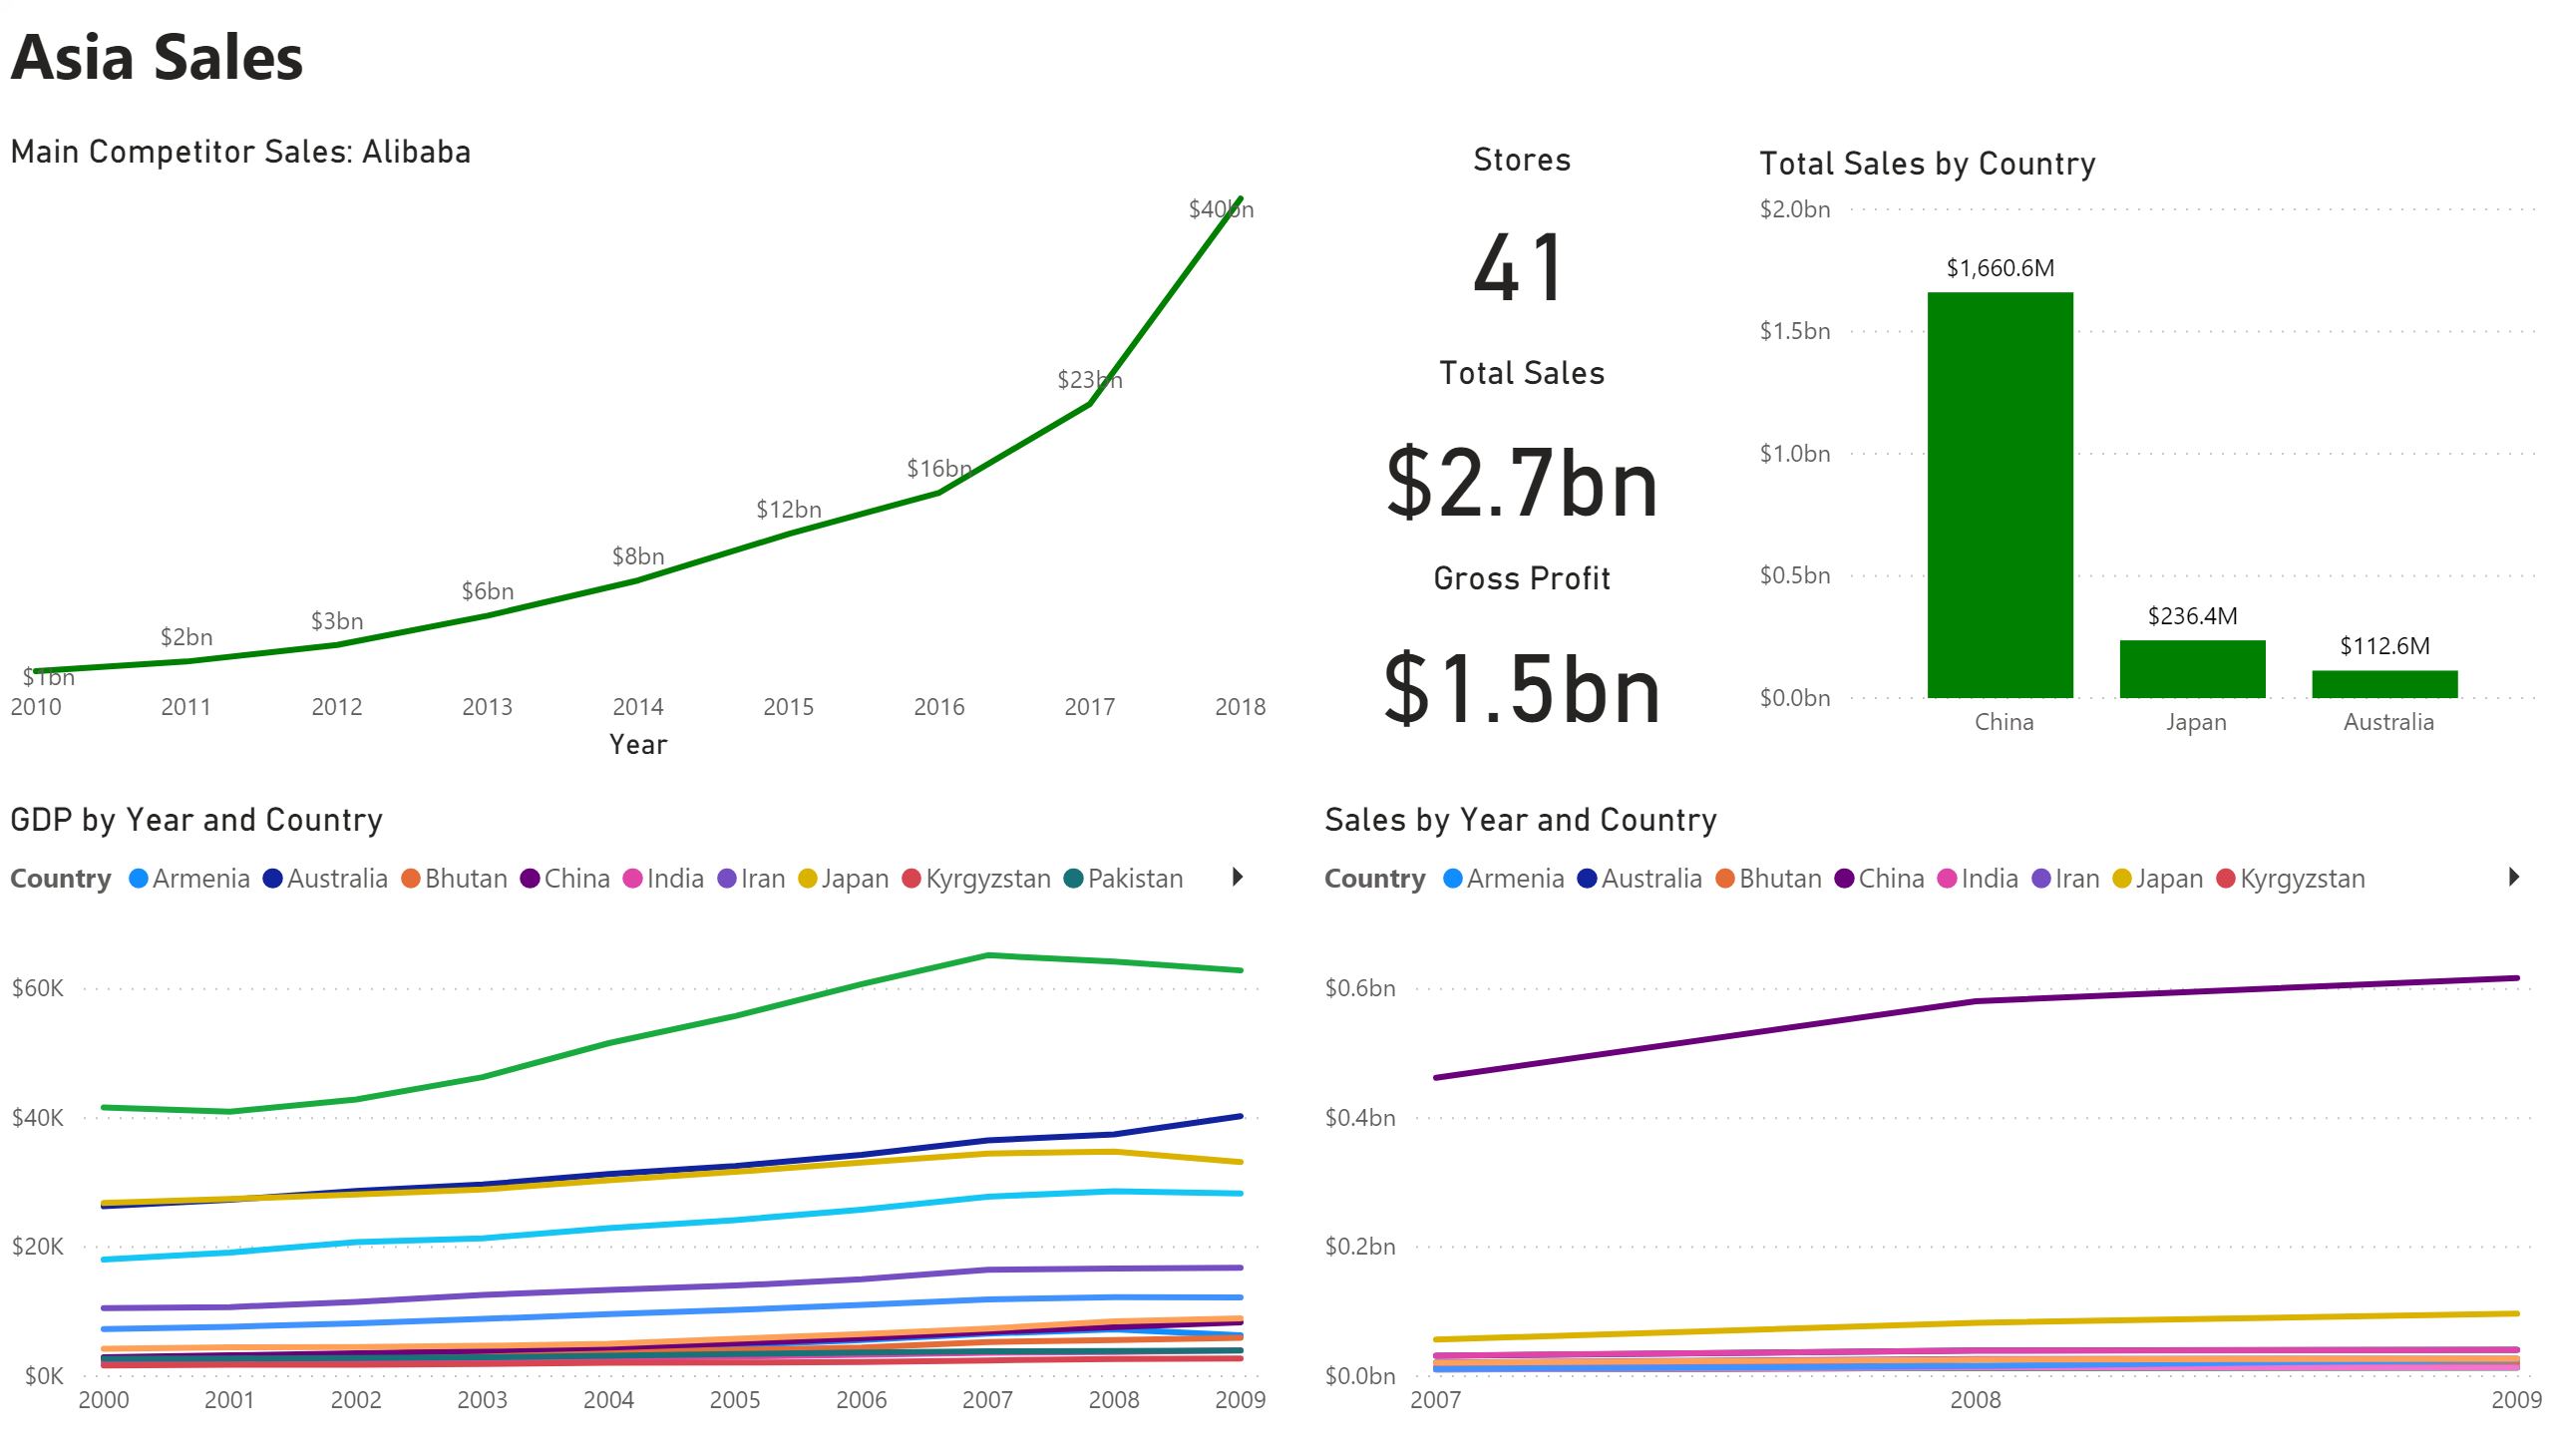 Asia Sales
Main Competitor Sales: Alibaba
$1bn
$2bn
$3bn
$6bn
$8bn
$12bn
$16bn
$23bn
$40bn
2010 2011 2012 2013 2014 2015 2016 2017 2018
Year
Stores
41
Total Sales
$2.7bn
Gross Profit
$1.5bn
Total Sales by Country
$2.0bn
$1.5bn
$1.0bn
$0.5bn
$0.0bn
$1,660.6M
$236.4M
$112.6M
China Japan Australia
GDP by Year and Country
Country Armenia Australia Bhutan China India Iran Japan Kyrgyzstan Pakistan
$60K
$40K
$20K
$0K
2000 2001 2002 2003 2004 2005 2006 2007 2008 2009
Sales by Year and Country
Country Armenia Australia Bhutan China India Iran Japan Kyrgyzstan
$0.6bn
$0.4bn
$0.2bn
$0.0bn
2007 2008 2009